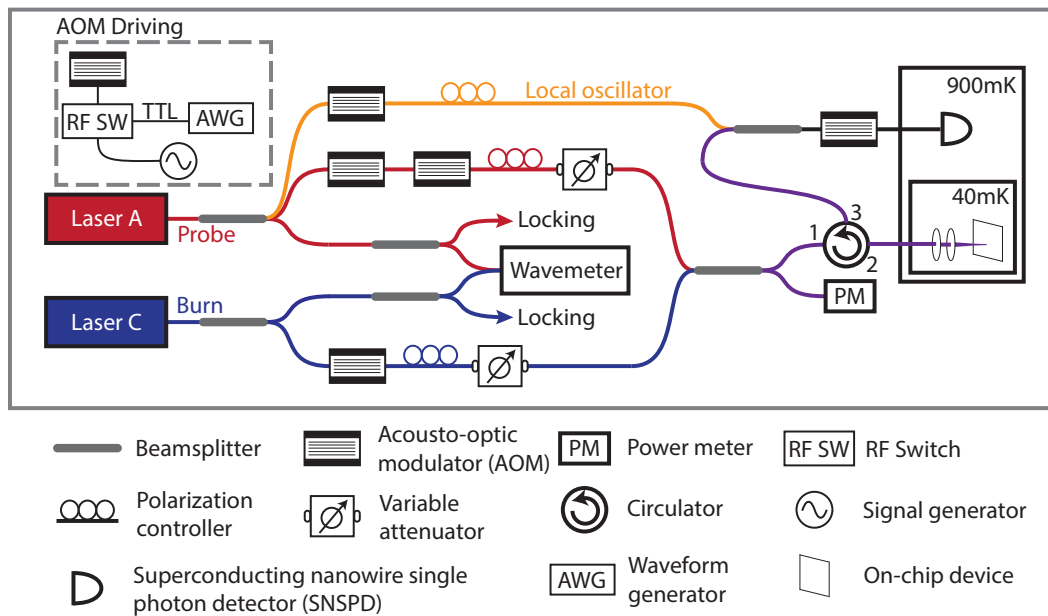 AOM Driving
RF SW
TTL
AWG
Laser A
Probe
Local oscillator
Locking
Wavemeter
Laser C
Burn
Locking
1
2
3
PM
900mK
40mK
Beamsplitter
Acousto-optic
modulator (AOM)
PM
Power meter
RF SW
RF Switch
Polarization
controller
Variable
attenuator
Circulator
Signal generator
Superconducting nanowire single
photon detector (SNSPD)
AWG
Waveform
generator
On-chip device